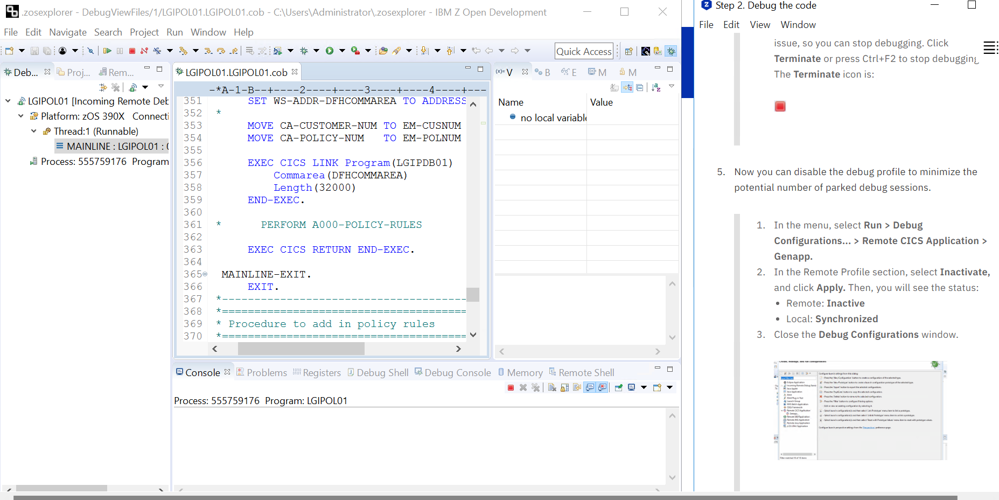 .zosexplorer - DebugViewFiles/1/LGIPOL01.LGIPOL01.cob - C:\Users\Administrator\.zosexplorer - IBM Z Open Development
File Edit Navigate Search Project Run Window Help
Quick Access
Deb...
Proj...
Rem...
LGIPOL01 [Incoming Remote Deb
Platform: zOS 390X Connecti
Thread:1 (Runnable)
MAINLINE : LGIPOL01 :
Process: 555759176 Program
LGIPOL01.LGIPOL01.cob
-*A-1-B--+----2----+----3----+----4----+---
351 SET WS-ADDR-DFHCOMMAREA TO ADDRESS
352 *
353 MOVE CA-CUSTOMER-NUM TO EM-CUSNUM
354 MOVE CA-POLICY-NUM TO EM-POLNUM
355
356 EXEC CICS LINK Program(LGIPDB01)
357 Commarea(DFHCOMMAREA)
358 Length(32000)
359 END-EXEC.
360
361 * PERFORM A000-POLICY-RULES
362
363 EXEC CICS RETURN END-EXEC.
364
365 MAINLINE-EXIT.
366 EXIT.
367 *--------------------------------------
368 *======================================
369 * Procedure to add in policy rules
370 *======================================
(x)= V
B
E
M
M
Name Value
no local variable
Console
Problems
Registers
Debug Shell
Debug Console
Memory
Remote Shell
Process: 555759176 Program: LGIPOL01
Step 2. Debug the code
File Edit View Window
issue, so you can stop debugging. Click
Terminate or press Ctrl+F2 to stop debugging
The Terminate icon is:
5. Now you can disable the debug profile to minimize the
potential number of parked debug sessions.
1. In the menu, select Run > Debug
Configurations... > Remote CICS Application >
Genapp.
2. In the Remote Profile section, select Inactivate,
and click Apply. Then, you will see the status:
• Remote: Inactive
• Local: Synchronized
3. Close the Debug Configurations window.